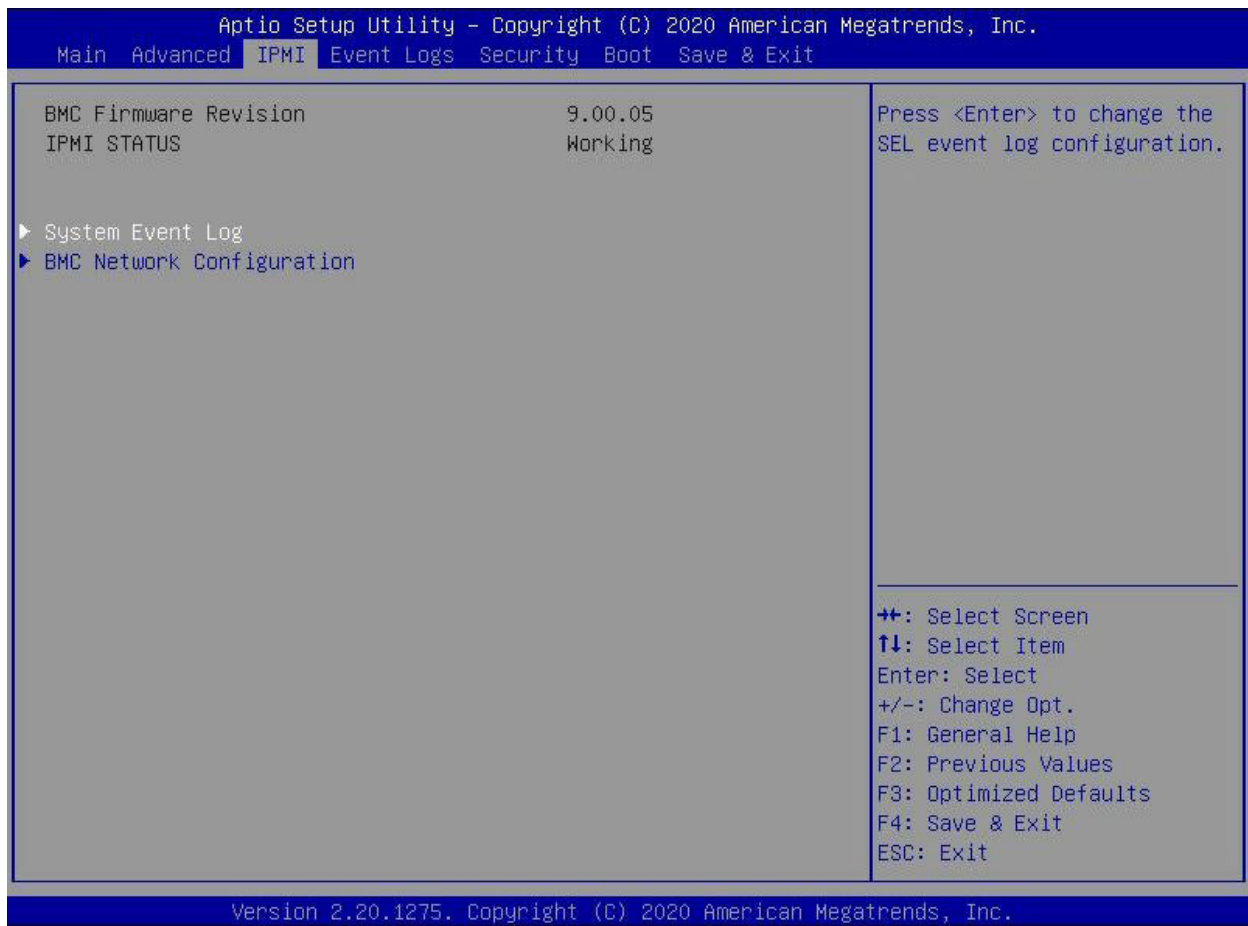 Aptio Setup Utility – Copyright (C) 2020 American Megatrends, Inc.
Main Advanced IPMI Event Logs Security Boot Save & Exit
BMC Firmware Revision 9.00.05
IPMI STATUS Working
System Event Log
BMC Network Configuration
Press <Enter> to change the
SEL event log configuration.
→←: Select Screen
↑↓: Select Item
Enter: Select
+/-: Change Opt.
F1: General Help
F2: Previous Values
F3: Optimized Defaults
F4: Save & Exit
ESC: Exit
Version 2.20.1275. Copyright (C) 2020 American Megatrends, Inc.